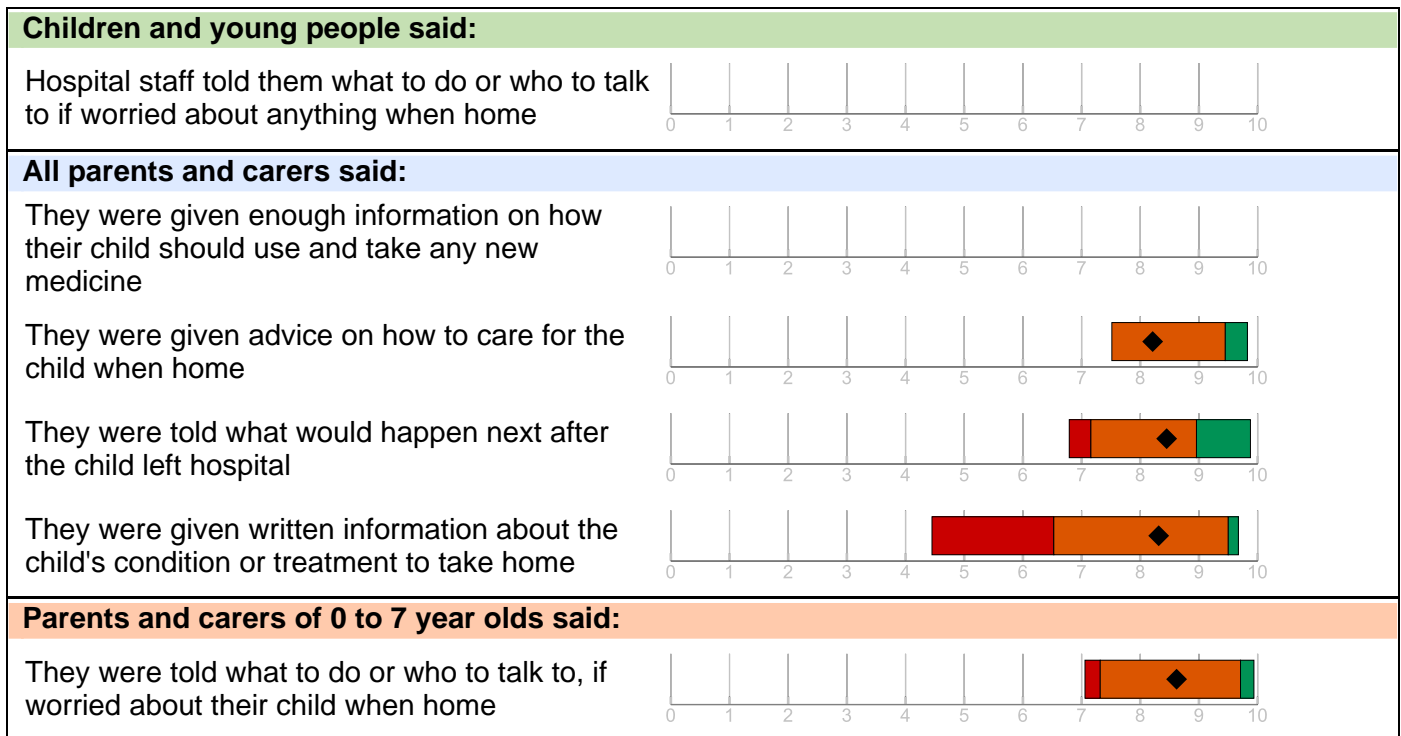 Children and young people said:
Hospital staff told them what to do or who to talk
to if worried about anything when home
0 1 2 3 4 5 6 7 8 9 10
All parents and carers said:
They were given enough information on how
their child should use and take any new
medicine
0 1 2 3 4 5 6 7 8 9 10
They were given advice on how to care for the
child when home
0 1 2 3 4 5 6 7 8 9 10
They were told what would happen next after
the child left hospital
0 1 2 3 4 5 6 7 8 9 10
They were given written information about the
child's condition or treatment to take home
0 1 2 3 4 5 6 7 8 9 10
Parents and carers of 0 to 7 year olds said:
They were told what to do or who to talk to, if
worried about their child when home
0 1 2 3 4 5 6 7 8 9 10